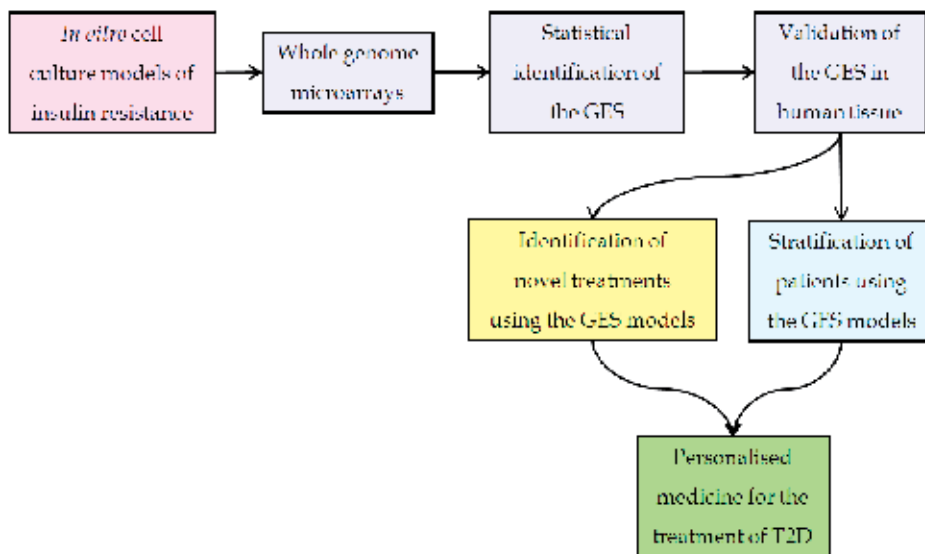 In vitro cell
culture models of
insulin resistance
Whole genome
microarrays
Statistical
identification of
the GES
Validation of
the GES in
human tissue
Identification of
novel treatments
using the GES models
Stratification of
patients using
the GES models
Personalised
medicine for the
treatment of T2D